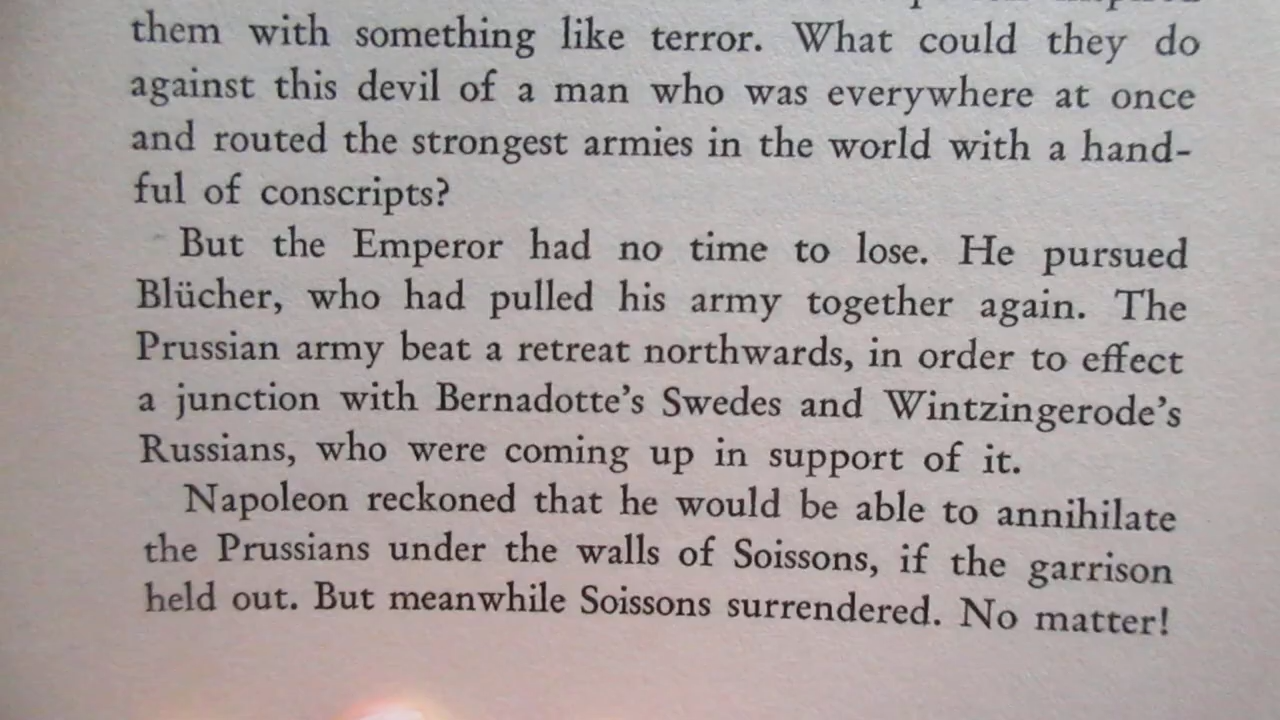 them with something like terror. What could they do
against this devil of a man who was everywhere at once
and routed the strongest armies in the world with a hand-
ful of conscripts?
But the Emperor had no time to lose. He pursued
Blücher, who had pulled his army together again. The
Prussian army beat a retreat northwards, in order to effect
a junction with Bernadotte's Swedes and Wintzingerode's
Russians, who were coming up in support of it.
Napoleon reckoned that he would be able to annihilate
the Prussians under the walls of Soissons, if the garrison
held out. But meanwhile Soissons surrendered. No matter!